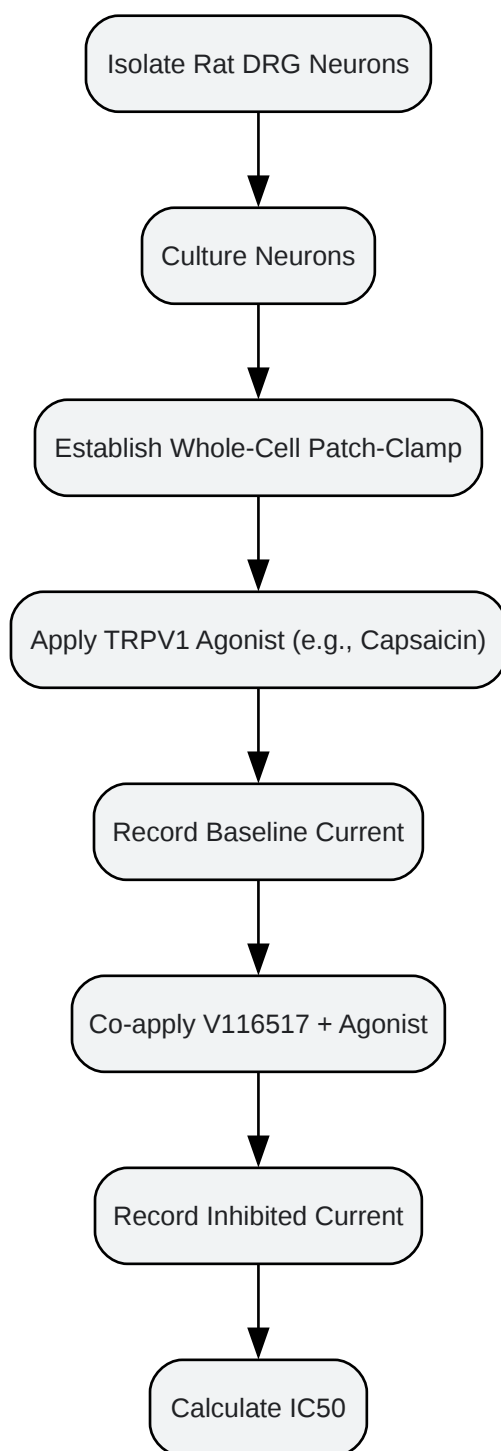 Isolate Rat DRG Neurons
Culture Neurons
Establish Whole-Cell Patch-Clamp
Apply TRPV1 Agonist (e.g., Capsaicin)
Record Baseline Current
Co-apply V116517 + Agonist
Record Inhibited Current
Calculate IC50